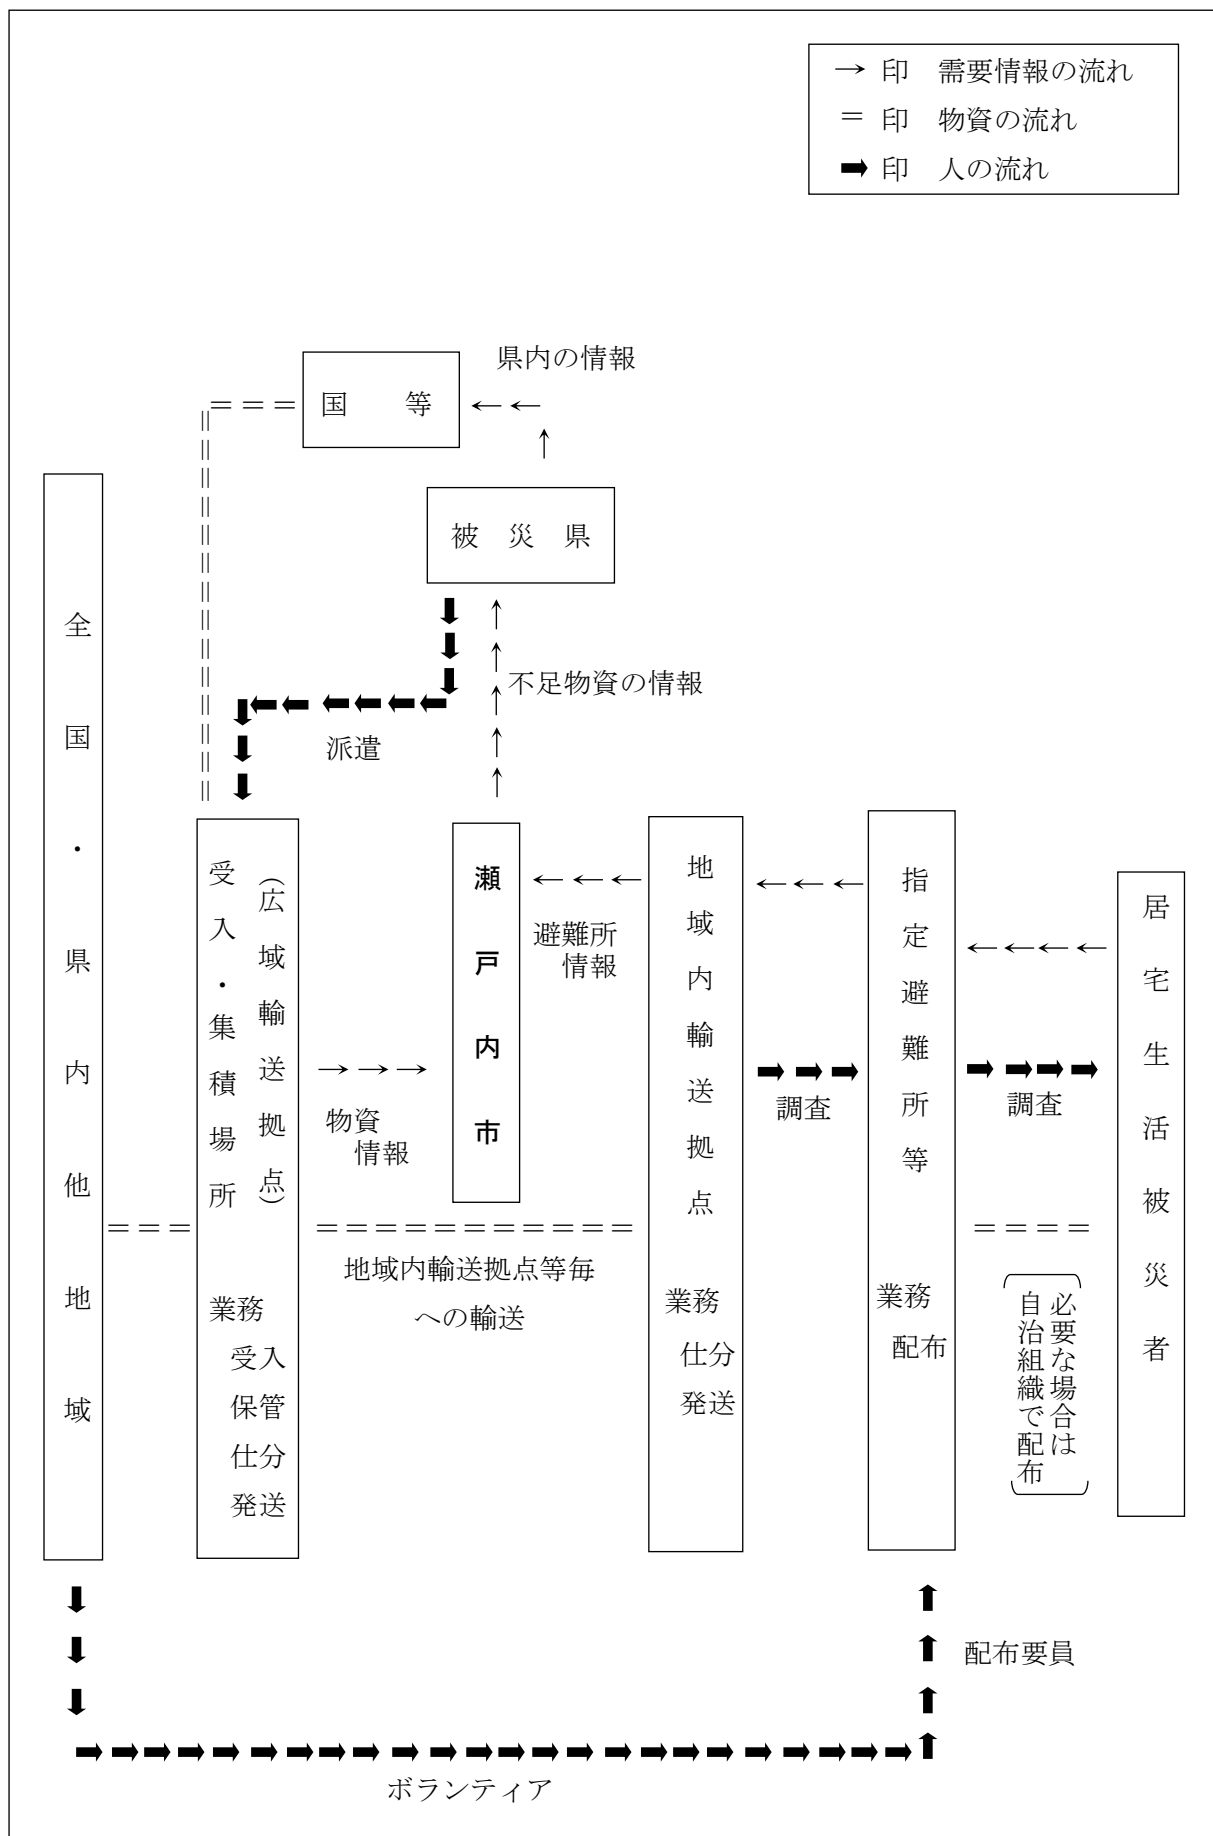 → 印　需要情報の流れ
＝ 印　物資の流れ
➡ 印　人の流れ
県内の情報
国　等
被 災 県
不足物資の情報
派遣
全国・県内他地域
受入・集積場所
（広域輸送拠点）
業務
受入
保管
仕分
発送
物資
情報
瀬戸内市
避難所
情報
地域内輸送拠点等毎
への輸送
地域内輸送拠点
業務
仕分
発送
調査
指定避難所等
業務
配布
調査
必要な場合は
自治組織で配布
居宅生活被災者
配布要員
ボランティア